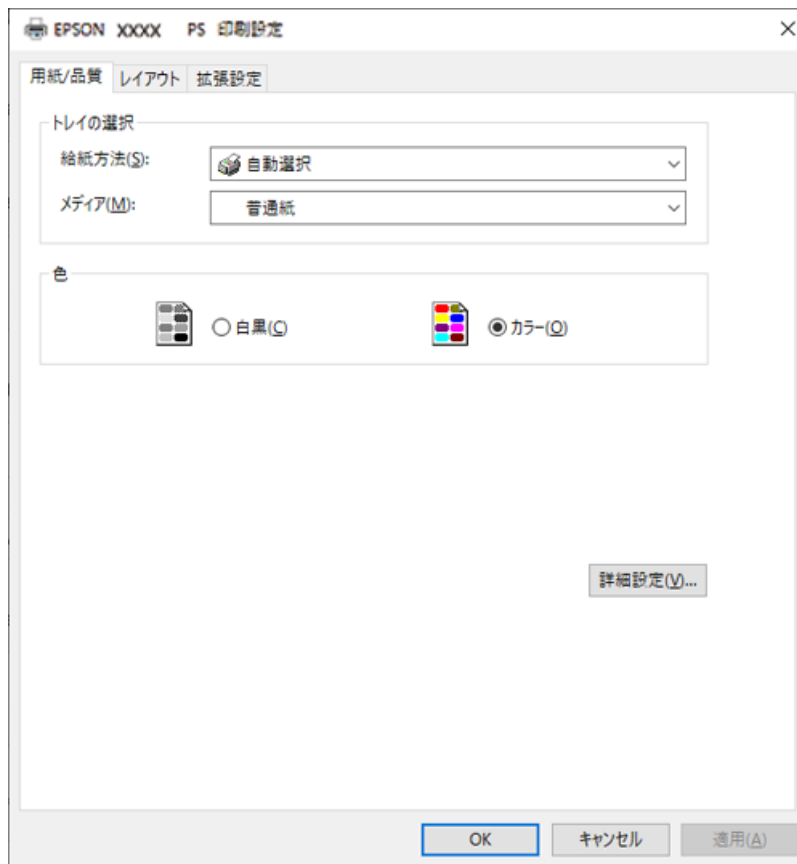 EPSON XXXX PS 印刷設定
用紙/品質 レイアウト 拡張設定
トレイの選択
給紙方法(S): 自動選択
メディア(M): 普通紙
色
白黒(C) カラー(O)
詳細設定(V)...
OK キャンセル 適用(A)